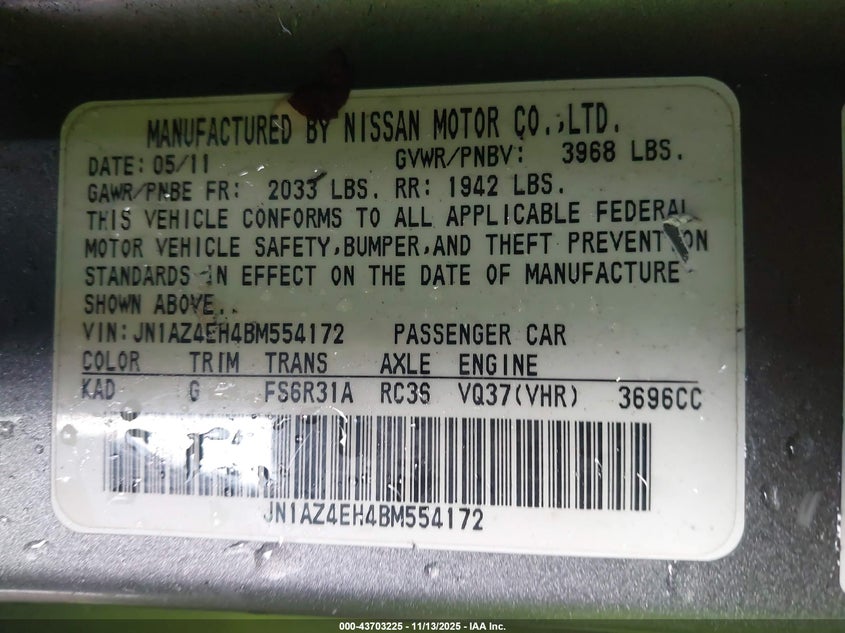 MANUFACTURED BY NISSAN MOTOR CO.,LTD.
DATE: 05/11 GVWR/PNBV: 3968 LBS.
GAWR/PNBE FR: 2033 LBS. RR: 1942 LBS.
THIS VEHICLE CONFORMS TO ALL APPLICABLE FEDERAL
MOTOR VEHICLE SAFETY,BUMPER,AND THEFT PREVENTION
STANDARDS IN EFFECT ON THE DATE OF MANUFACTURE
SHOWN ABOVE.
VIN: JN1AZ4EH4BM554172 PASSENGER CAR
COLOR TRIM TRANS AXLE ENGINE
KAD G FS6R31A RC3S VQ37(VHR) 3696CC
JN1AZ4EH4BM554172
000-43703225 - 11/13/2025 - IAA Inc.